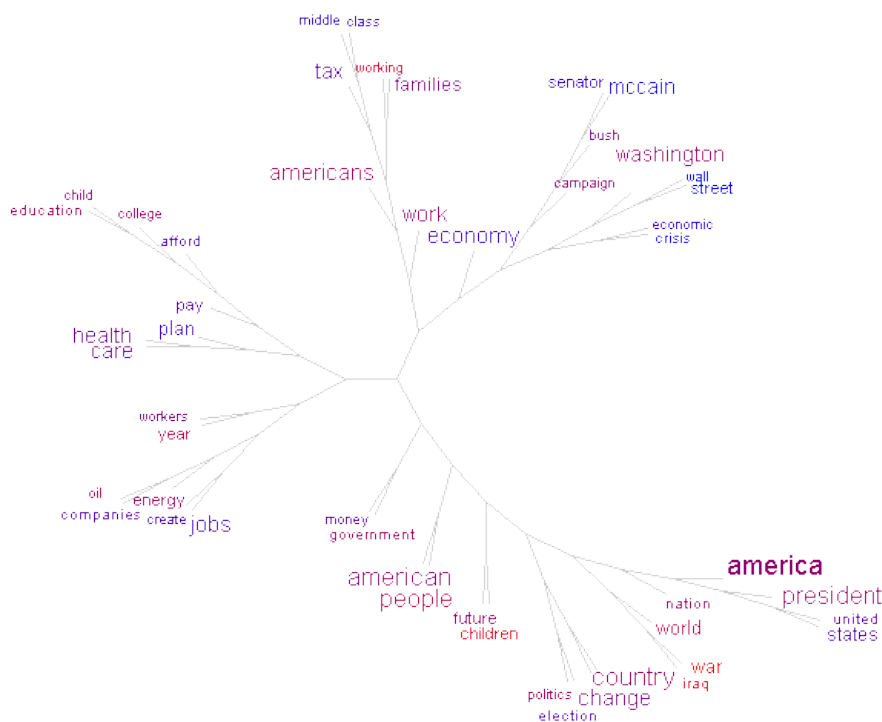 middle class
tax
working
families
senator
mccain
bush
washington
americans
campaign
wall
street
child
education
college
work
economy
economic
crisis
afford
pay
plan
health
care
workers
year
oil
energy
companies
create
jobs
money
government
american
people
future
children
america
nation
president
world
united
states
war
iraq
country
politics
change
election